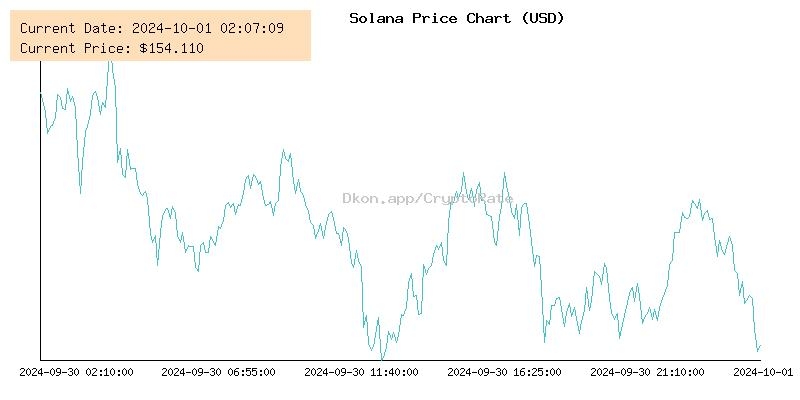 Solana Price Chart (USD)
Current Date: 2024-10-01 02:07:09
Current Price: $154.110
Dkon.app/CryptoRate
2024-09-30 02:10:00 2024-09-30 06:55:00 2024-09-30 11:40:00 2024-09-30 16:25:00 2024-09-30 21:10:00 2024-10-01